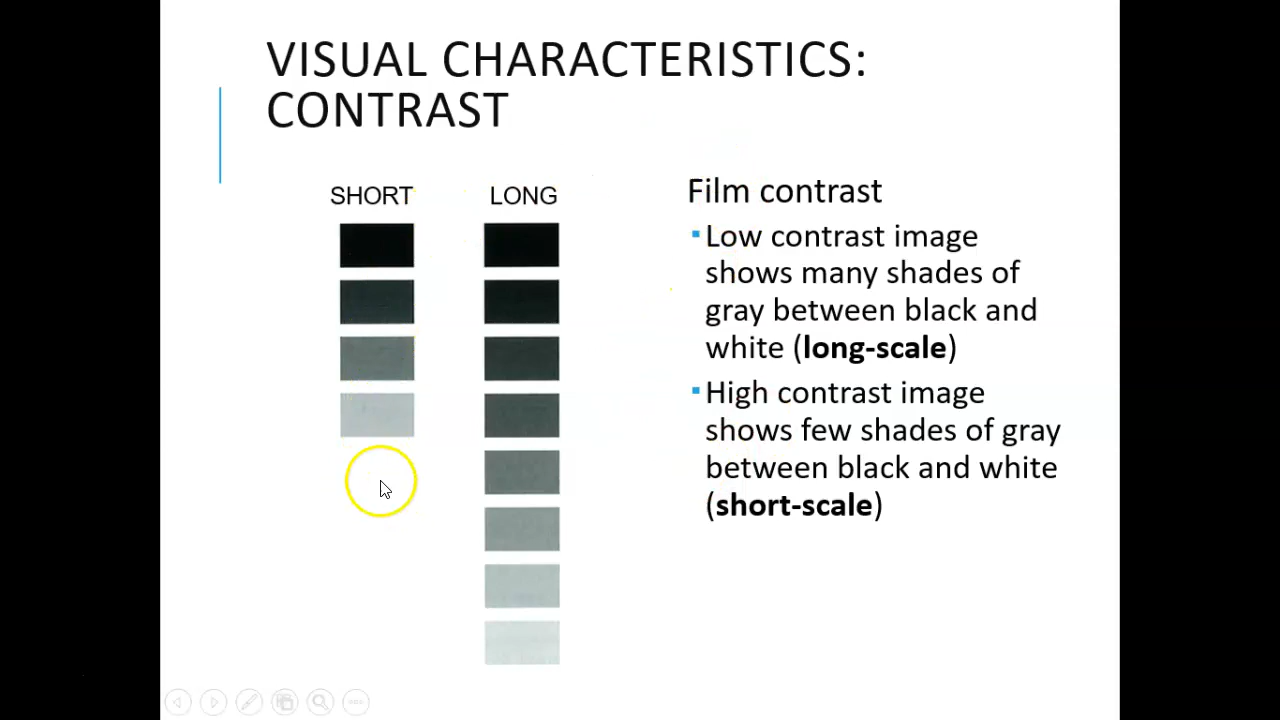 VISUAL CHARACTERISTICS:
CONTRAST
SHORT
LONG
Film contrast
▪Low contrast image
shows many shades of
gray between black and
white (long-scale)
▪High contrast image
shows few shades of gray
between black and white
(short-scale)